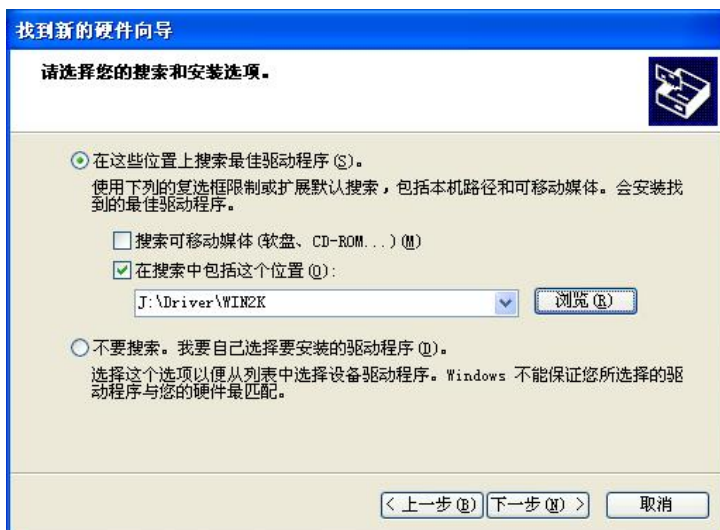 找到新的硬件向导
请选择您的搜索和安装选项。
在这些位置上搜索最佳驱动程序(S)。
使用下列的复选框限制或扩展默认搜索，包括本机路径和可移动媒体。会安装找
到的最佳驱动程序。
搜索可移动媒体(软盘、CD-ROM...)(M)
在搜索中包括这个位置(O):
J:\Driver\WIN2K
浏览(R)
不要搜索。我要自己选择要安装的驱动程序(D)。
选择这个选项以便从列表中选择设备驱动程序。Windows 不能保证您所选择的驱
动程序与您的硬件最匹配。
< 上一步(B) 下一步(N) > 取消